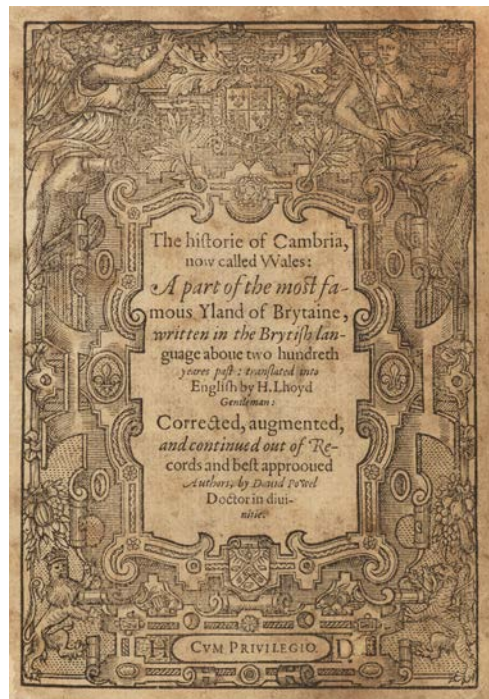 The hiſtorie of Cambria,
now called VVales:
A part of the moſt fa-
mous Yland of Brytaine,
written in the Brytiſh lan-
guage aboue two hundreth
yeares paſt: tranſlated into
Engliſh by H. Lhoyd
Gentleman:
Corrected, augmented,
and continued out of Re-
cords and beſt approoued
Authors, by Dauid Powel
Doctor in diui-
nitie.
H CVM PRIVILEGIO. D